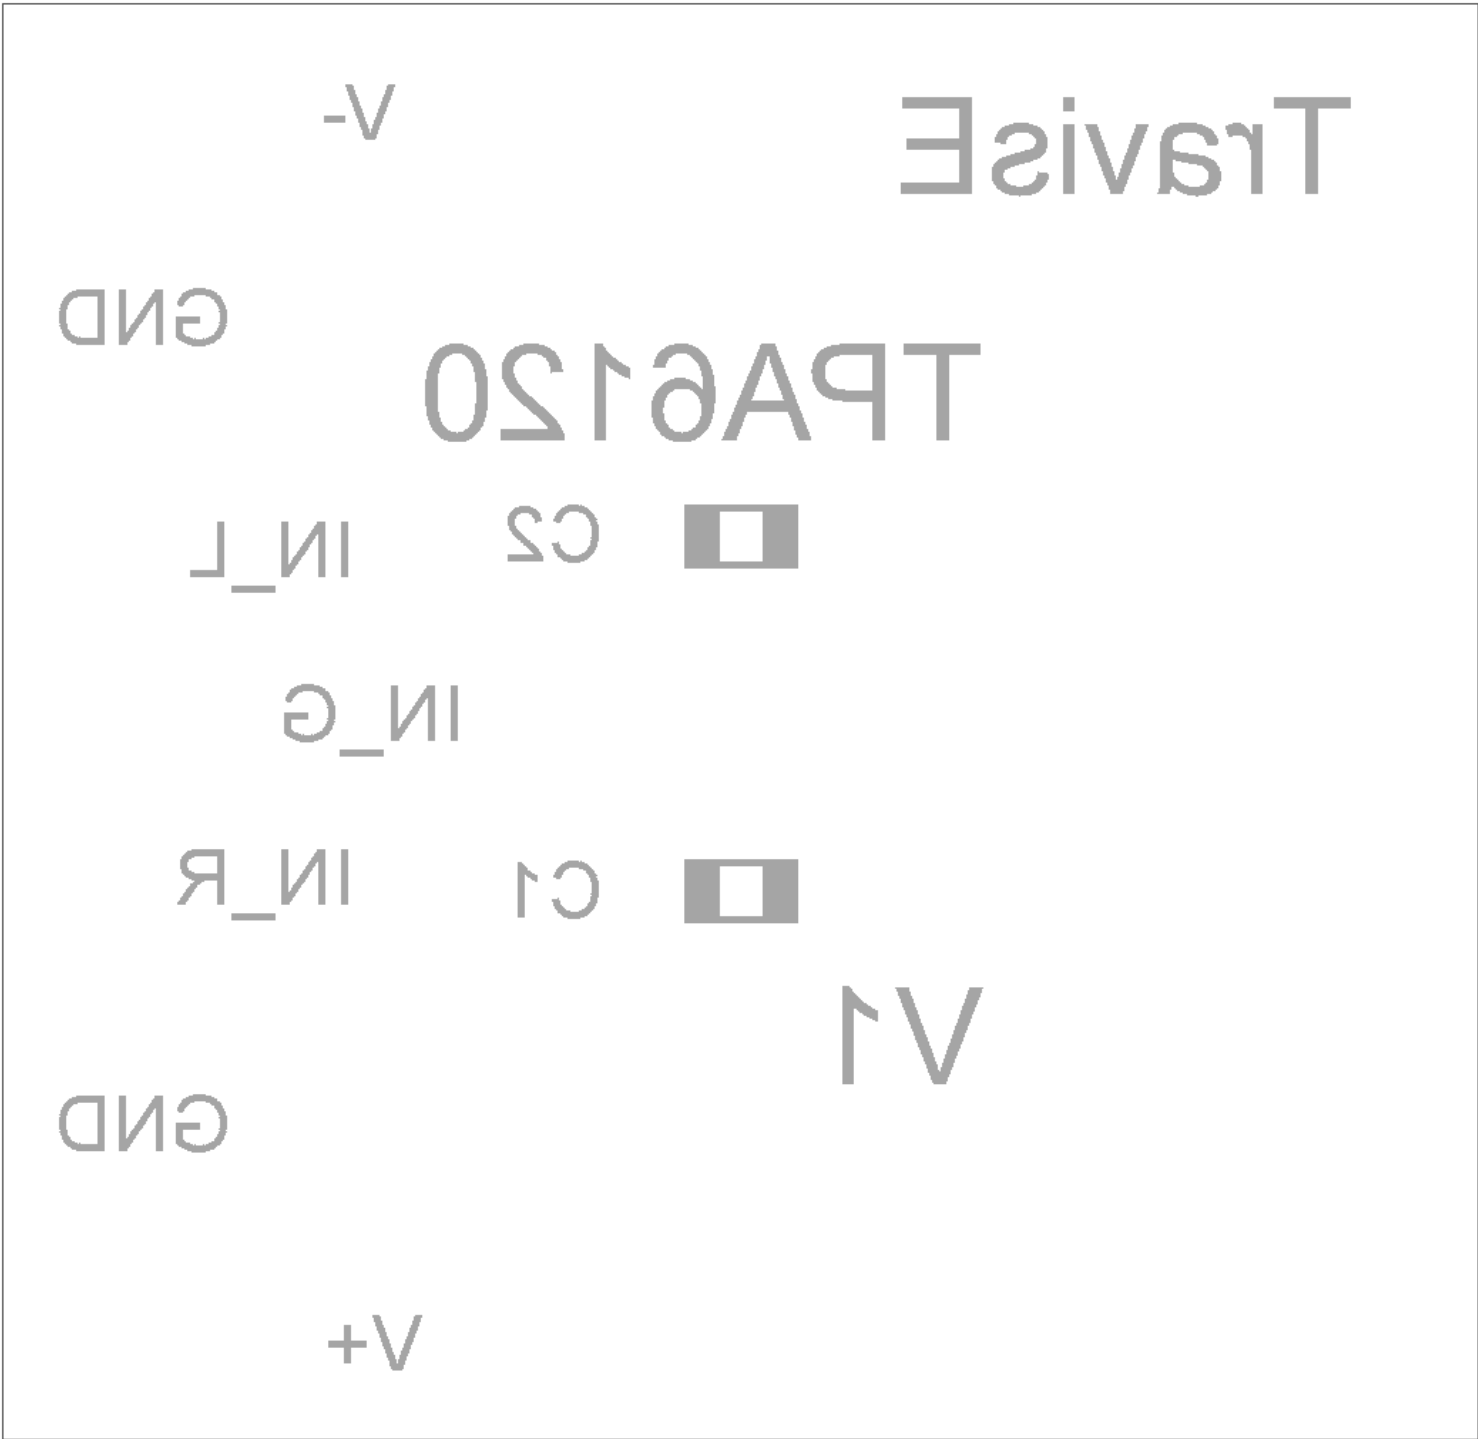 V-
TravisE
GND
TPA6120
IN_L
C2
IN_G
IN_R
C1
V1
GND
V+